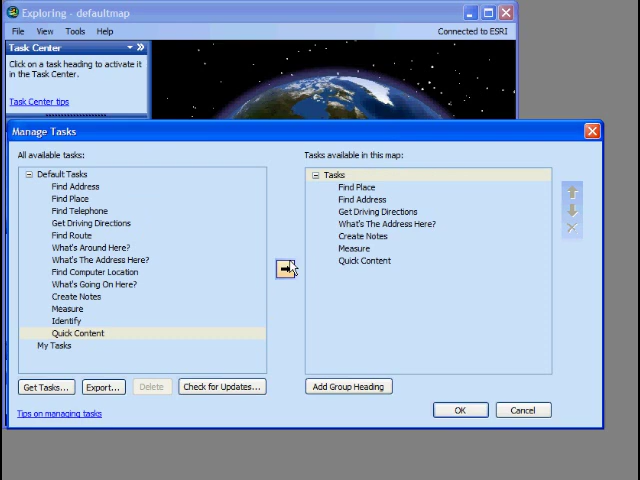 Exploring - defaultmap
File View Tools Help
Connected to ESRI
Task Center
Click on a task heading to activate it
in the Task Center.
Task Center tips
Manage Tasks
All available tasks:
Default Tasks
Find Address
Find Place
Find Telephone
Get Driving Directions
Find Route
What's Around Here?
What's The Address Here?
Find Computer Location
What's Going On Here?
Create Notes
Measure
Identify
Quick Content
My Tasks
Tasks available in this map:
Tasks
Find Place
Find Address
Get Driving Directions
What's The Address Here?
Create Notes
Measure
Quick Content
Get Tasks...
Export...
Delete
Check for Updates...
Add Group Heading
Tips on managing tasks
OK
Cancel